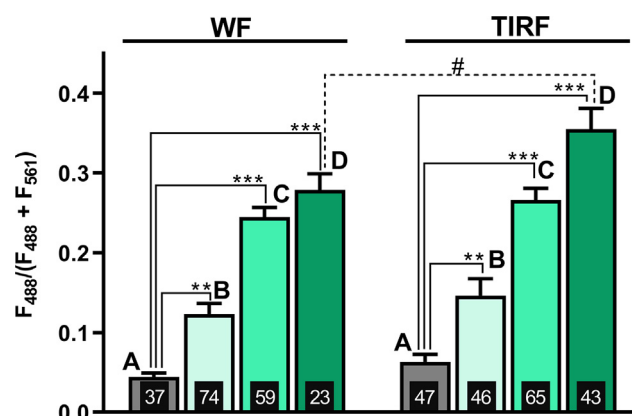 WF TIRF
#
*** *** D
0.4
D
*** *** C
0.3
C
F488/(F488 + F561)
0.2
** B ** B
0.1
A A
0.0
37 74 59 23 47 46 65 43